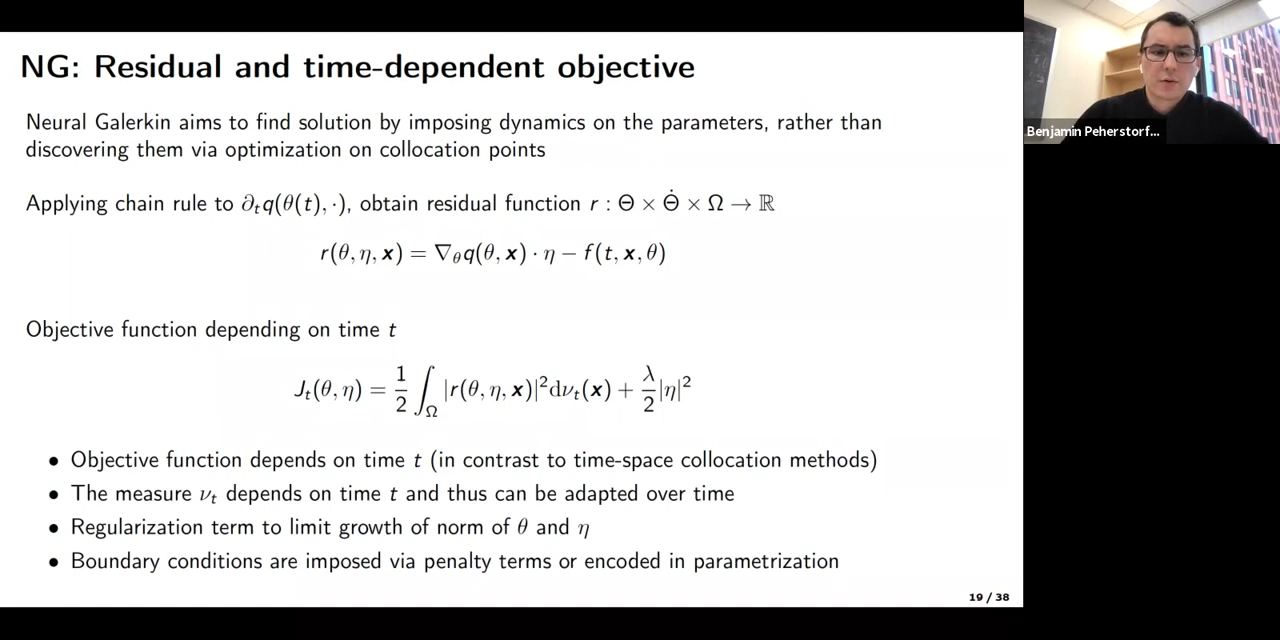 NG: Residual and time-dependent objective
Neural Galerkin aims to find solution by imposing dynamics on the parameters, rather than
discovering them via optimization on collocation points
Applying chain rule to ∂ₜq(θ(t), ·), obtain residual function r : Θ × Θ̇ × Ω → ℝ
r(θ, η, x) = ∇_θ q(θ, x) · η − f(t, x, θ)
Objective function depending on time t
Jₜ(θ, η) = 1/2 ∫_Ω |r(θ, η, x)|² dνₜ(x) + λ/2 |η|²
• Objective function depends on time t (in contrast to time-space collocation methods)
• The measure νₜ depends on time t and thus can be adapted over time
• Regularization term to limit growth of norm of θ and η
• Boundary conditions are imposed via penalty terms or encoded in parametrization
19 / 38
Benjamin Peherstorf...